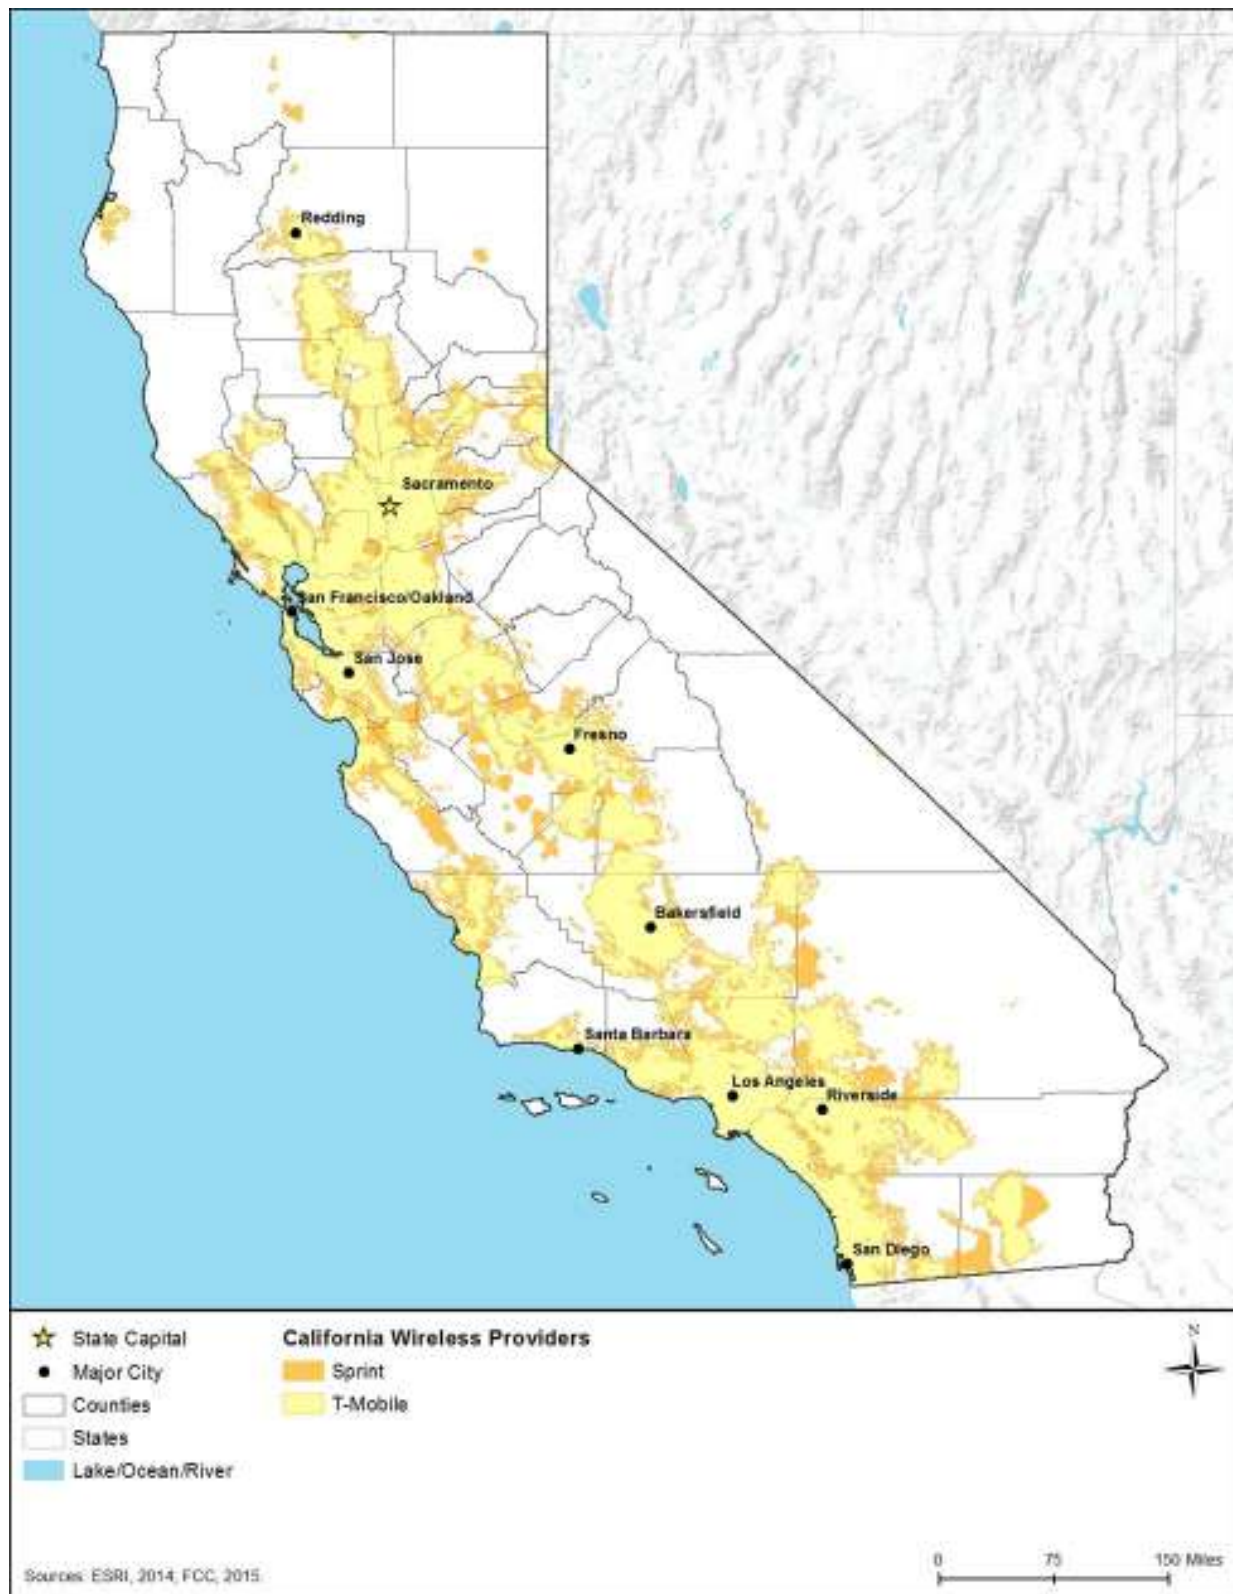 Redding
Sacramento
San Francisco/Oakland
San Jose
Fresno
Bakersfield
Santa Barbara
Los Angeles
Riverside
San Diego
State Capital
Major City
Counties
States
Lake/Ocean/River
California Wireless Providers
Sprint
T-Mobile
N
Sources: ESRI, 2014; FCC, 2015.
0 75 150 Miles